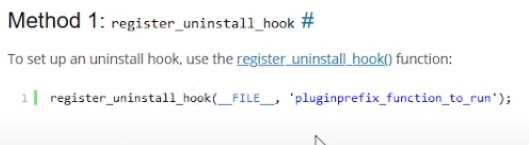 Method 1: register_uninstall_hook #
To set up an uninstall hook, use the register_uninstall_hook() function:
1 register_uninstall_hook(__FILE__, 'pluginprefix_function_to_run');